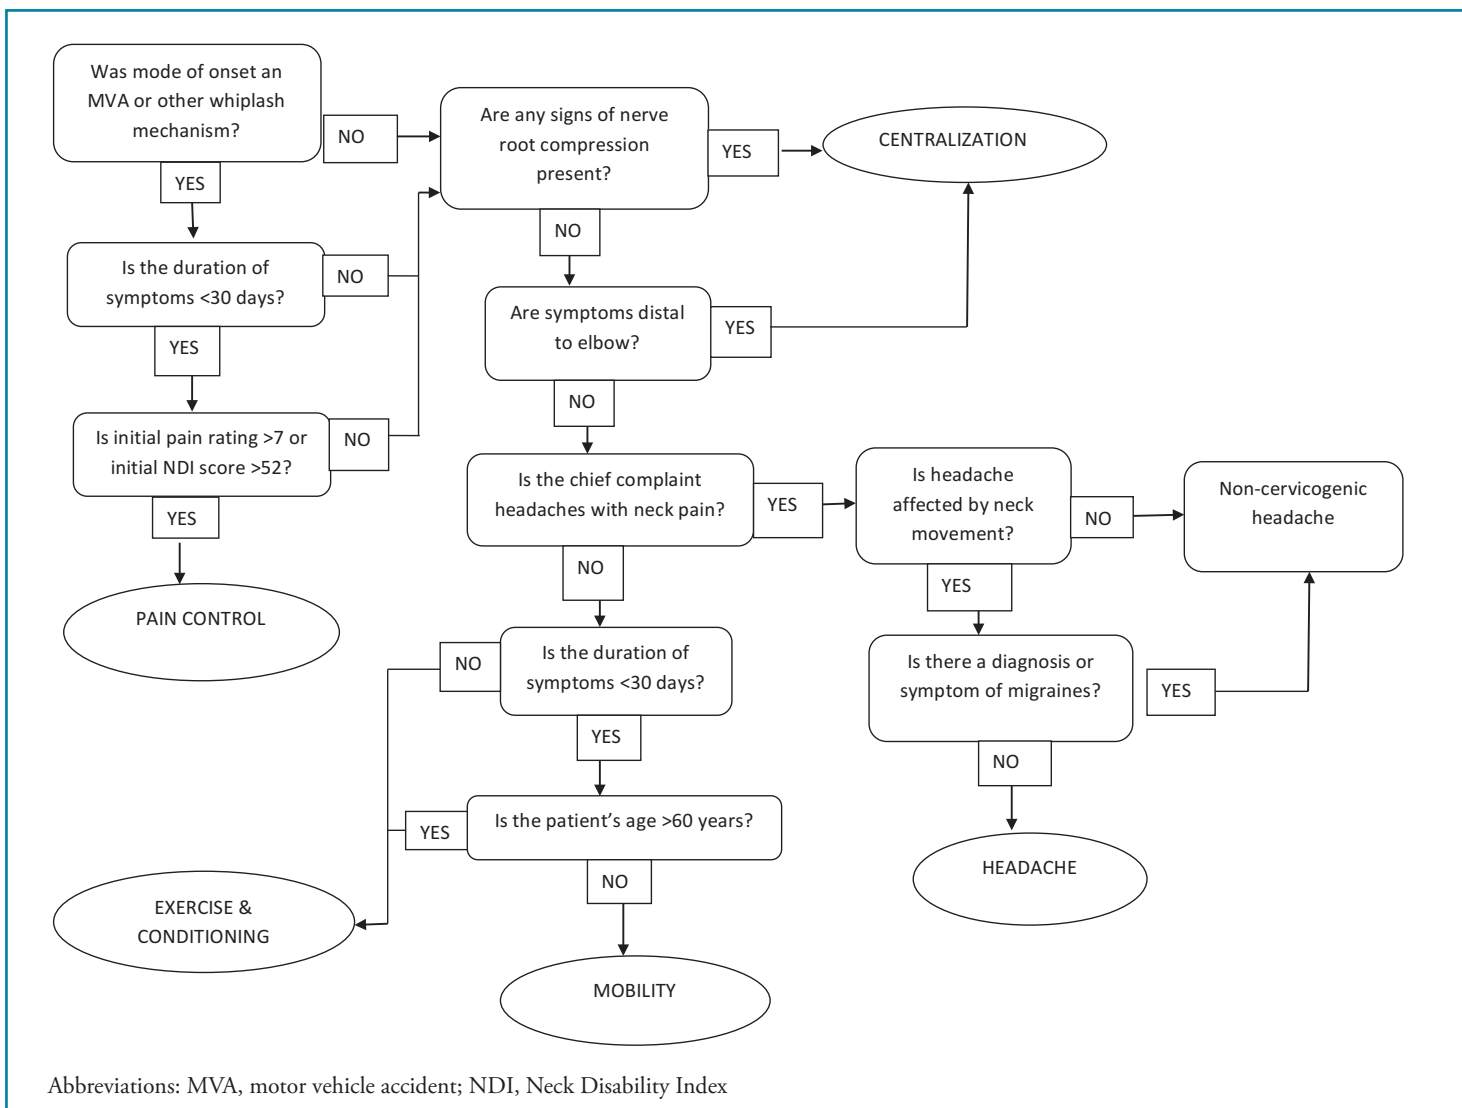 Was mode of onset an
MVA or other whiplash
mechanism?
NO
YES
Is the duration of
symptoms <30 days?
NO
YES
Is initial pain rating >7 or
initial NDI score >52?
NO
YES
PAIN CONTROL
Are any signs of nerve
root compression
present?
YES
CENTRALIZATION
NO
Are symptoms distal
to elbow?
YES
NO
Is the chief complaint
headaches with neck pain?
YES
Is headache
affected by neck
movement?
NO
Non-cervicogenic
headache
YES
Is there a diagnosis or
symptom of migraines?
YES
NO
HEADACHE
NO
Is the duration of
symptoms <30 days?
NO
YES
Is the patient’s age >60 years?
YES
EXERCISE &
CONDITIONING
NO
MOBILITY
Abbreviations: MVA, motor vehicle accident; NDI, Neck Disability Index